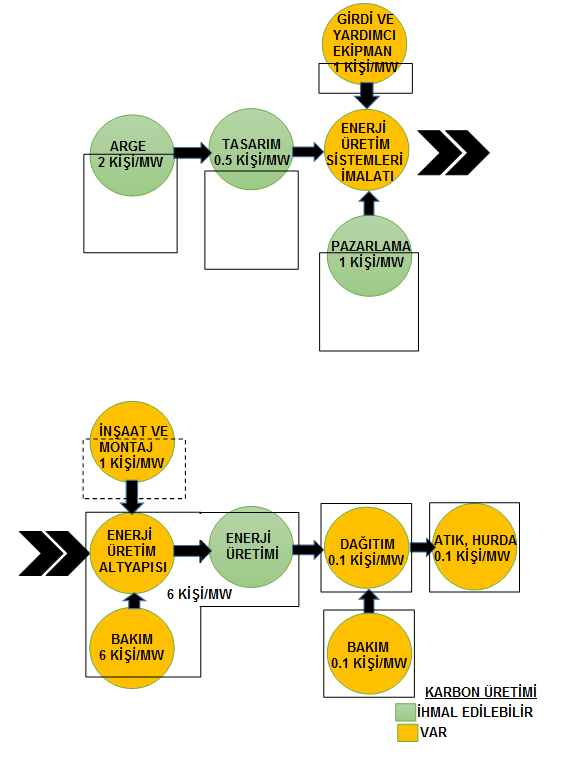 GİRDİ VE
YARDIMCI
EKİPMAN
1 KİŞİ/MW
ARGE
2 KİŞİ/MW
TASARIM
0.5 KİŞİ/MW
ENERJİ
ÜRETİM
SİSTEMLERİ
İMALATI
PAZARLAMA
1 KİŞİ/MW
İNŞAAT VE
MONTAJ
1 KİŞİ/MW
ENERJİ
ÜRETİM
ALTYAPISI
ENERJİ
ÜRETİMİ
6 KİŞİ/MW
DAĞITIM
0.1 KİŞİ/MW
ATIK, HURDA
0.1 KİŞİ/MW
BAKIM
6 KİŞİ/MW
BAKIM
0.1 KİŞİ/MW
KARBON ÜRETİMİ
İHMAL EDİLEBİLİR
VAR